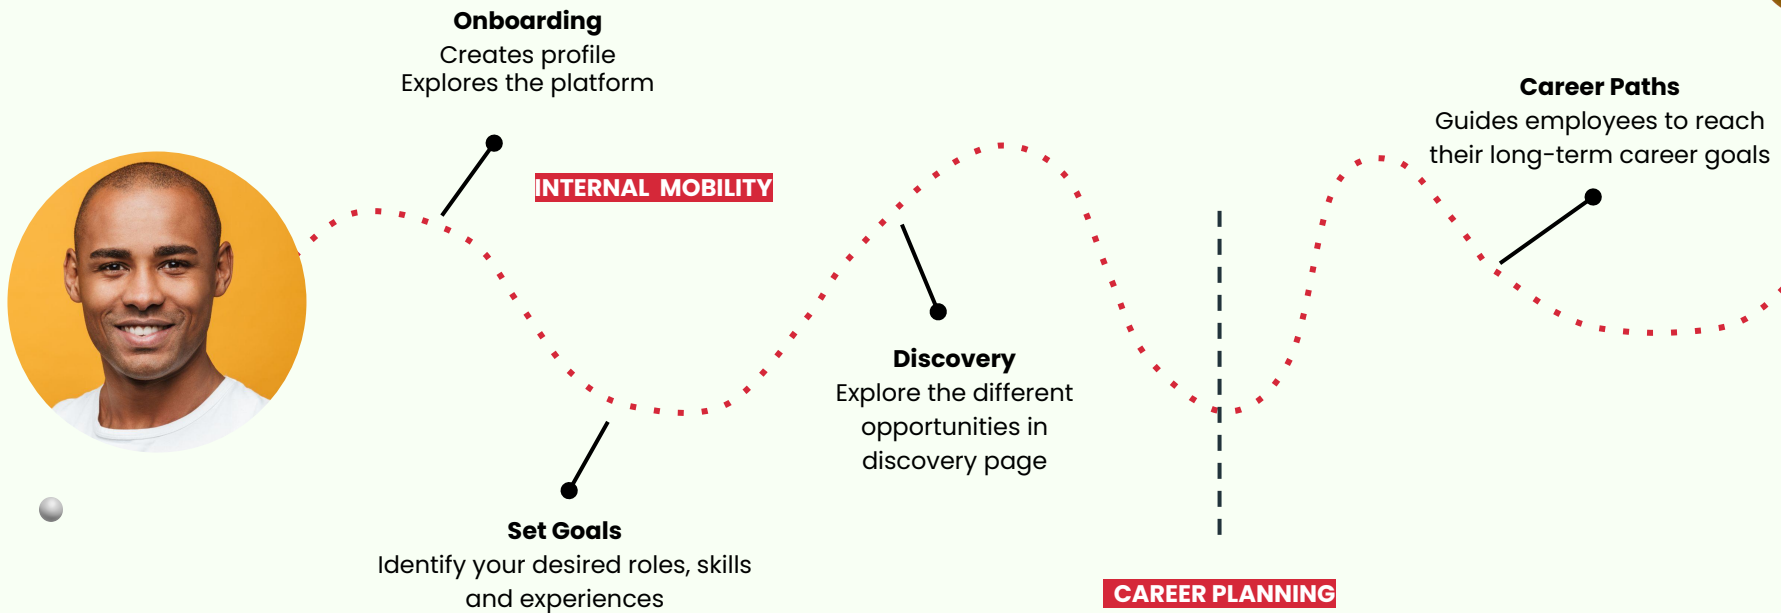 Onboarding
Creates profile
Explores the platform
INTERNAL MOBILITY
Career Paths
Guides employees to reach
their long-term career goals
Discovery
Explore the different
opportunities in
discovery page
Set Goals
Identify your desired roles, skills
and experiences
CAREER PLANNING